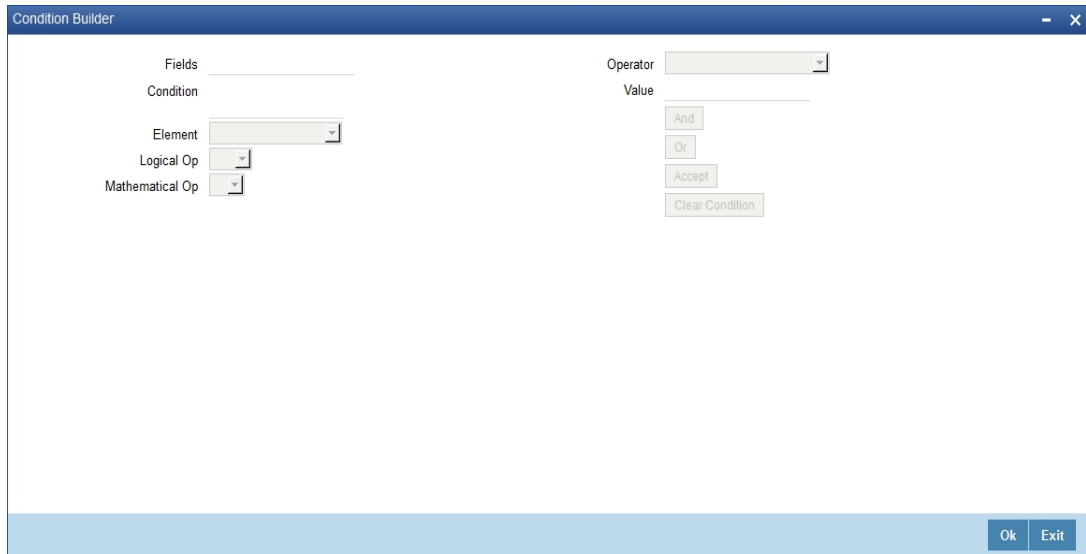 Condition Builder
Fields
Condition
Element
Logical Op
Mathematical Op
Operator
Value
And
Or
Accept
Clear Condition
Ok
Exit